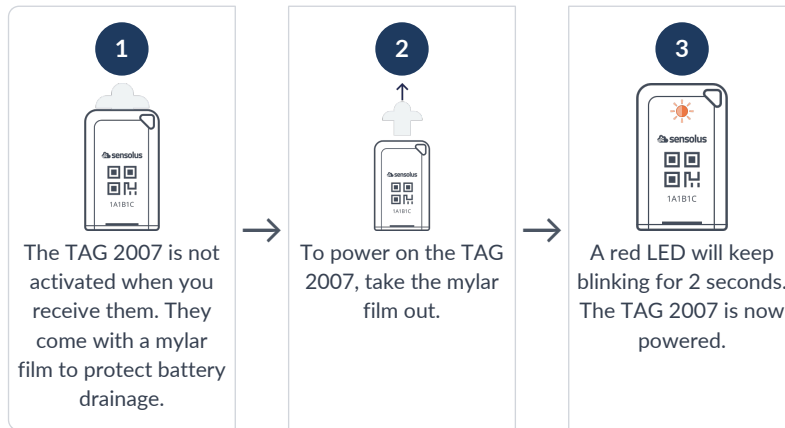 1
sensolus
1A1B1C
The TAG 2007 is not
activated when you
receive them. They
come with a mylar
film to protect battery
drainage.
2
sensolus
1A1B1C
To power on the TAG
2007, take the mylar
film out.
3
sensolus
1A1B1C
A red LED will keep
blinking for 2 seconds.
The TAG 2007 is now
powered.